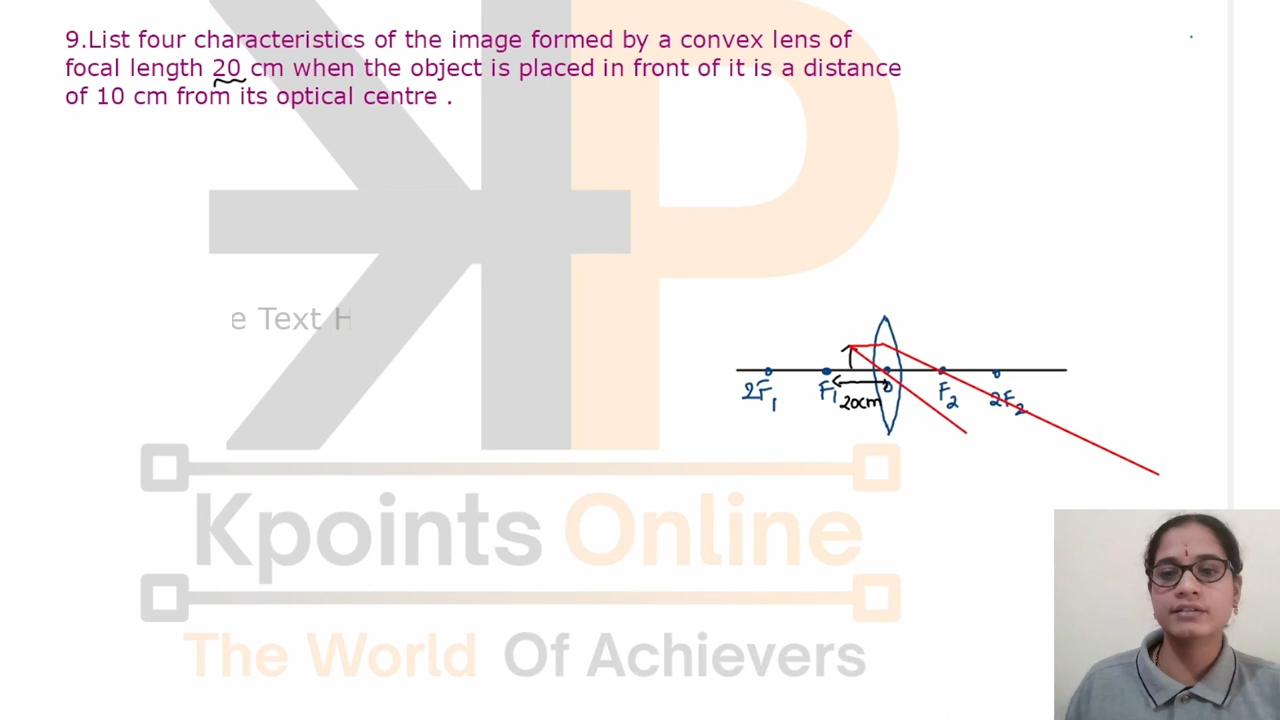 9.List four characteristics of the image formed by a convex lens of
focal length 20 cm when the object is placed in front of it is a distance
of 10 cm from its optical centre .
e Text H
2F1
F1
20cm
O
F2
2F2
Kpoints Online
The World Of Achievers